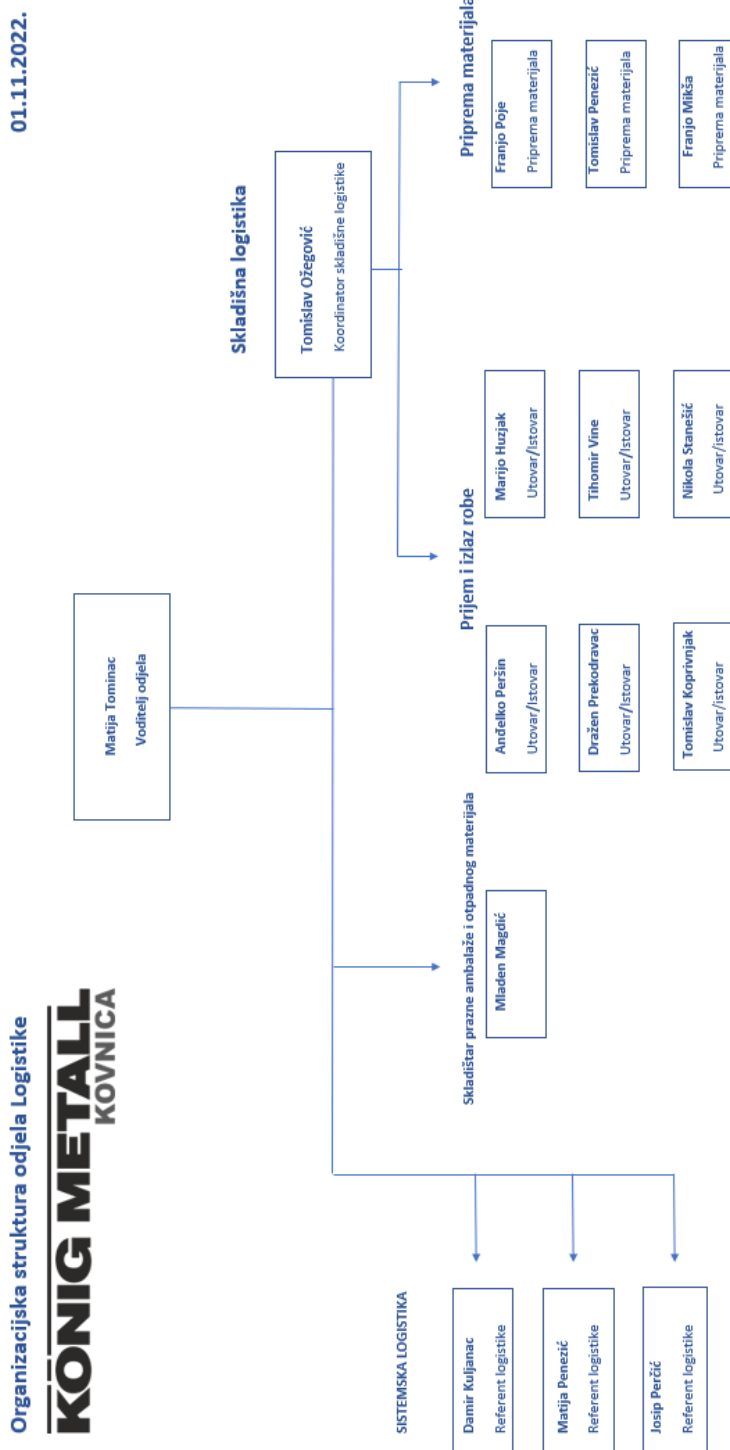 Organizacijska struktura odjela Logistike
01.11.2022.
KÖNIG METALL
KOVNICA
Matija Tominac
Voditelj odjela
Skladišna logistika
Tomislav Ožegović
Koordinator skladišne logistike
SISTEMSKA LOGISTIKA
Damir Kuljanac
Referent logistike
Matija Penezić
Referent logistike
Josip Perčić
Referent logistike
Skladištar prazne ambalaže i otpadnog materijala
Mladen Magdić
Prijem i izlaz robe
Anđelko Peršin
Utovar/Istovar
Dražen Prekodravac
Utovar/Istovar
Tomislav Koprivnjak
Utovar/istovar
Marijo Huzjak
Utovar/Istovar
Tihomir Vine
Utovar/Istovar
Nikola Stanešić
Utovar/istovar
Priprema materijala
Franjo Poje
Priprema materijala
Tomislav Penezić
Priprema materijala
Franjo Mikša
Priprema materijala